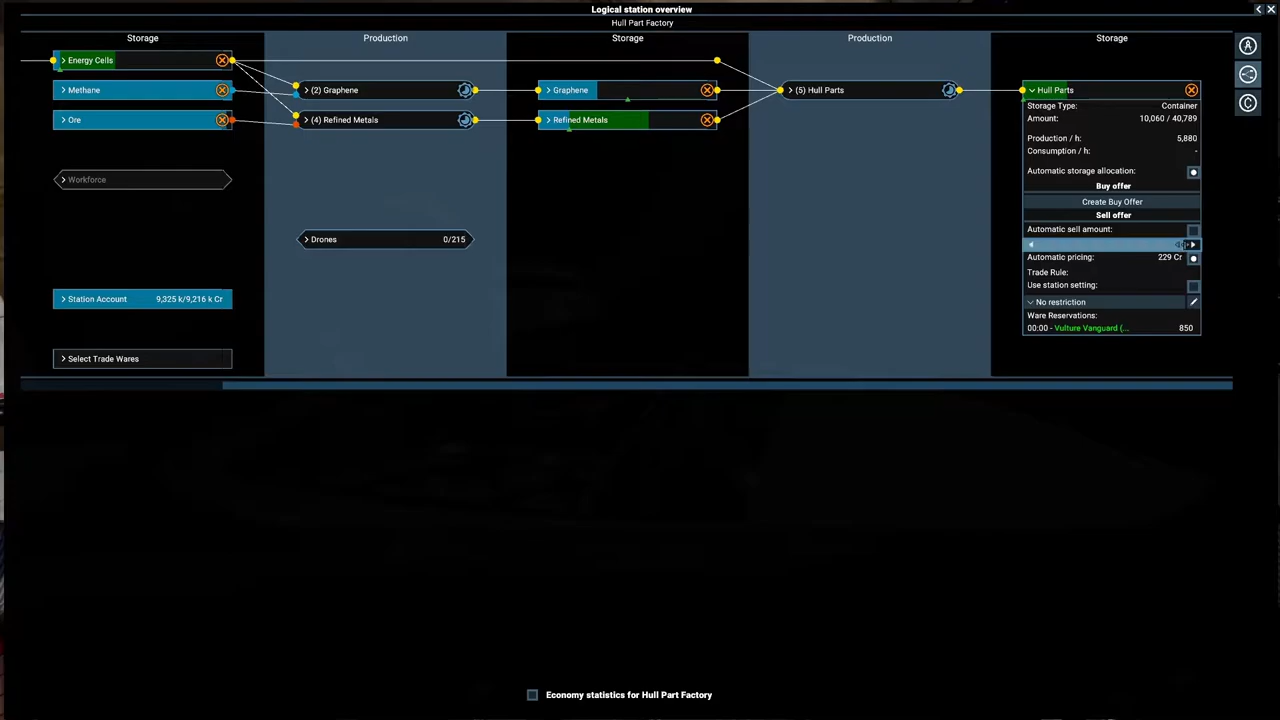 Logical station overview
Hull Part Factory
Storage
Production
Storage
Production
Storage
Energy Cells
Methane
(2) Graphene
Graphene
(5) Hull Parts
Hull Parts
Ore
(4) Refined Metals
Refined Metals
Storage Type: Container
Amount: 10,060 / 40,789
Production / h: 5,880
Consumption / h: -
Automatic storage allocation:
Buy offer
Create Buy Offer
Sell offer
Automatic sell amount:
Automatic pricing: 229 Cr
Trade Rule:
Use station setting:
No restriction
Ware Reservations:
00:00 - Vulture Vanguard (... 850
Workforce
Drones 0/215
Station Account 9,325 k/9,216 k Cr
Select Trade Wares
Economy statistics for Hull Part Factory